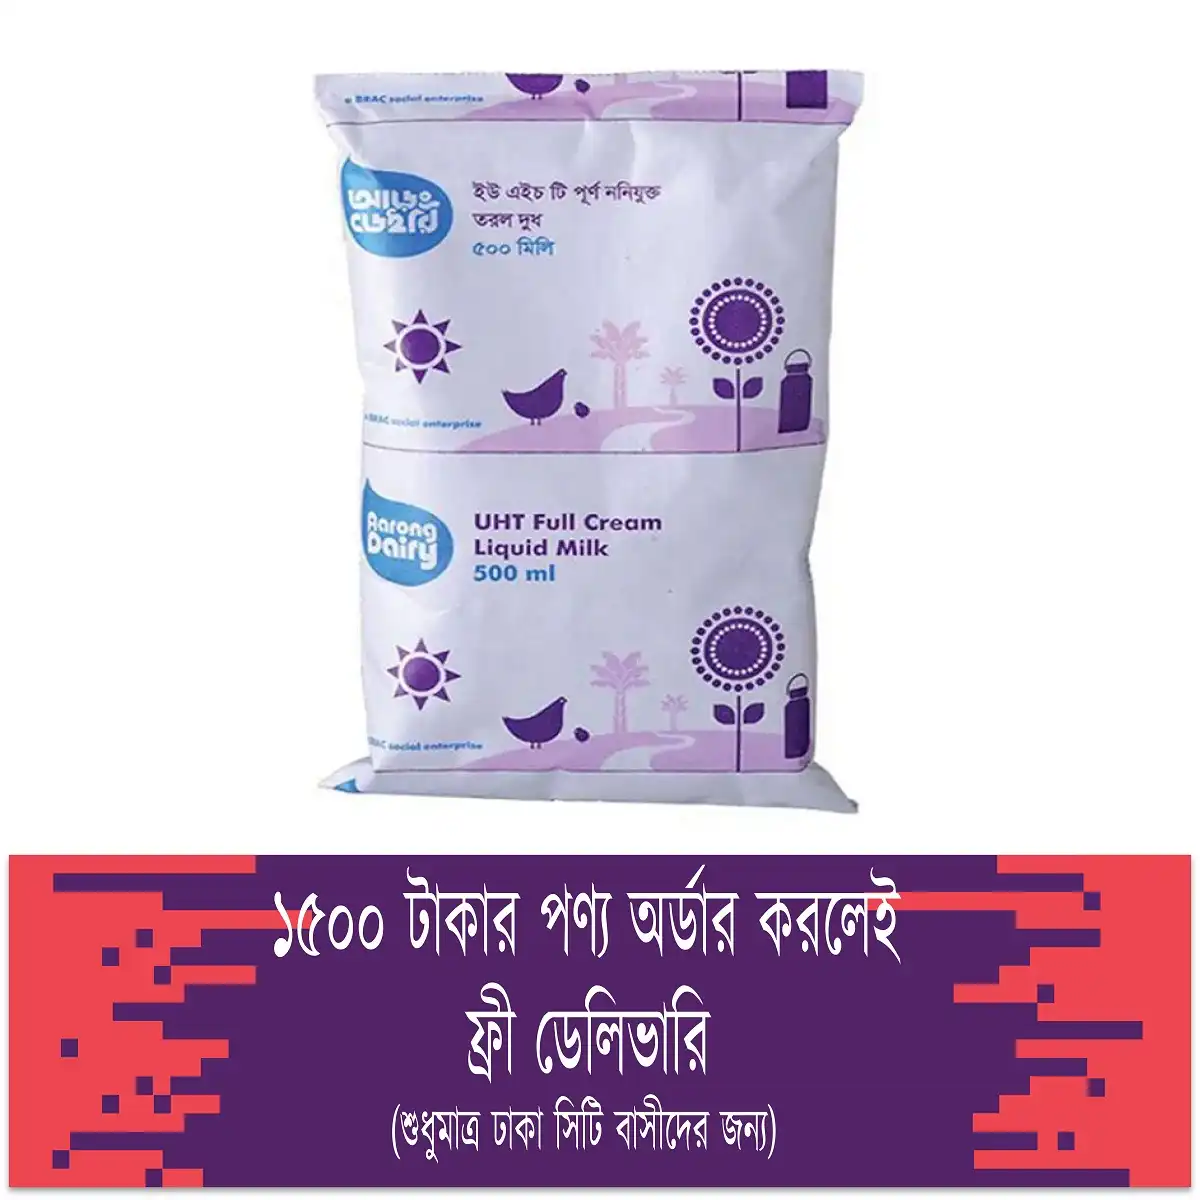 a BRAC social enterprise
আড়ং
ডেইরি
ইউ এইচ টি পূর্ণ ননিযুক্ত
তরল দুধ
৫০০ মিলি
BRAC social enterprise
Aarong
Dairy
UHT Full Cream
Liquid Milk
500 ml
BRAC social enterprise
১৫০০ টাকার পণ্য অর্ডার করলেই
ফ্রী ডেলিভারি
(শুধুমাত্র ঢাকা সিটি বাসীদের জন্য)